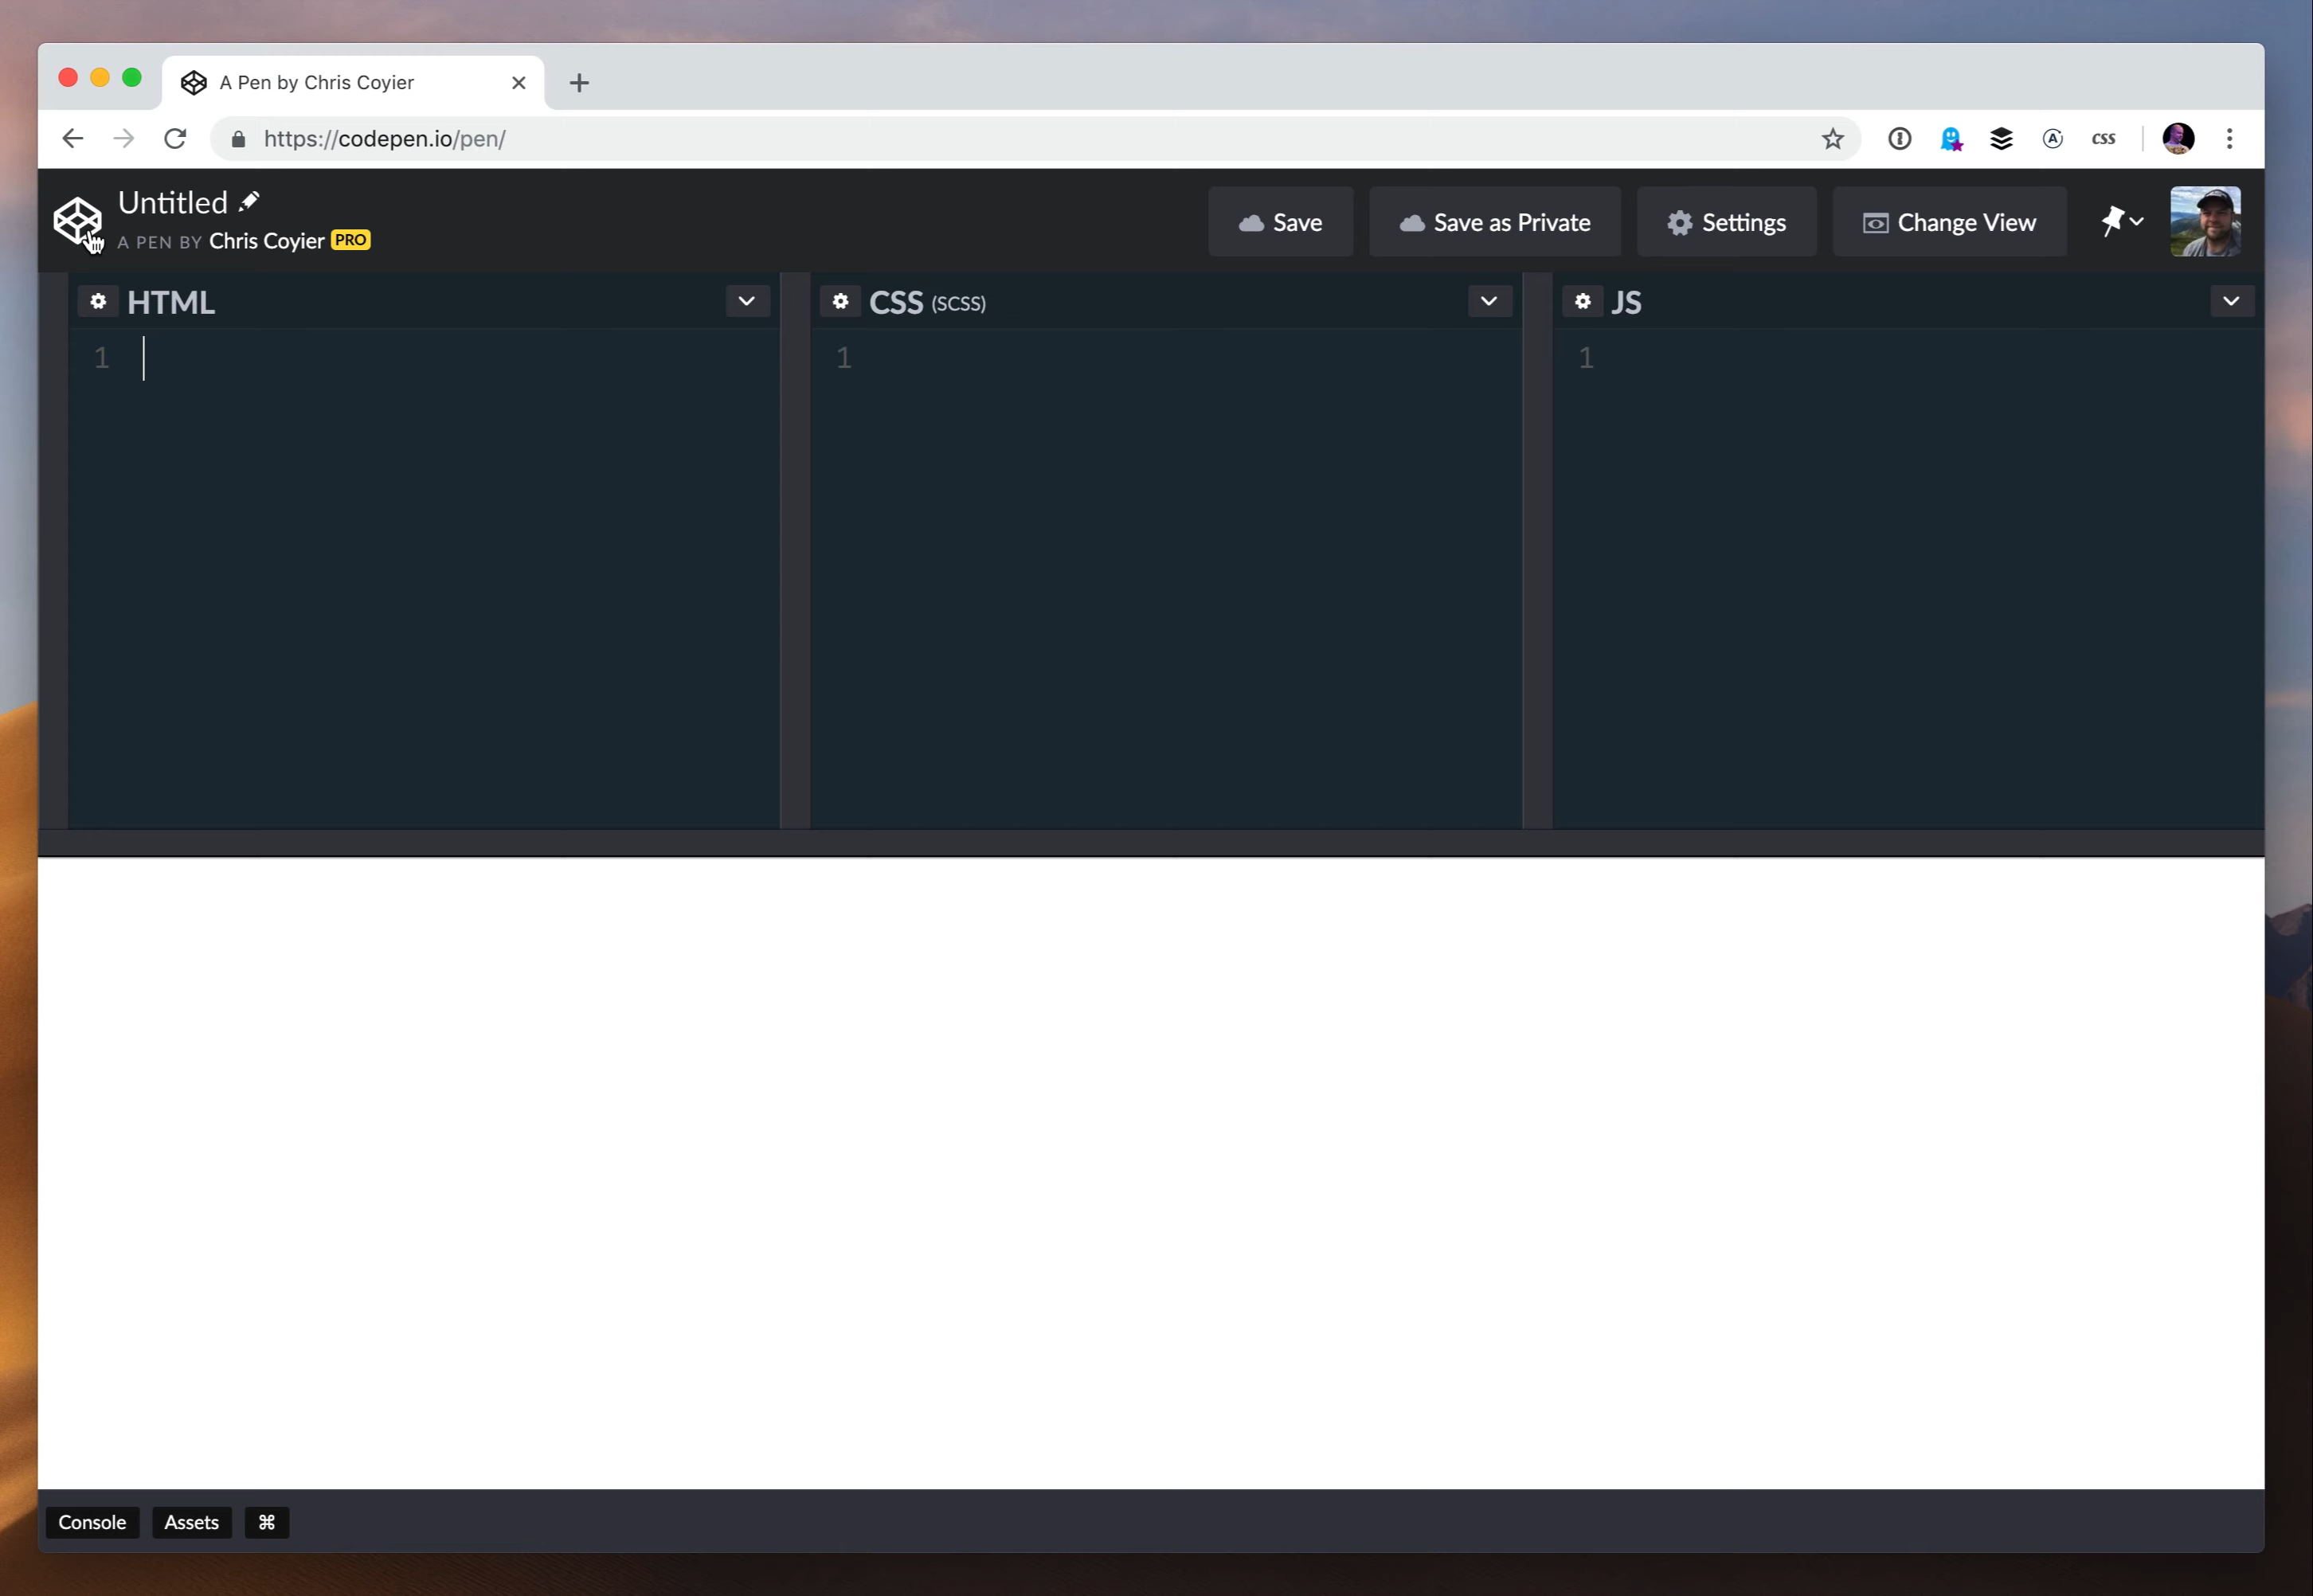 A Pen by Chris Coyier
https://codepen.io/pen/
css
Untitled
A PEN BY Chris Coyier PRO
Save
Save as Private
Settings
Change View
HTML
CSS (SCSS)
JS
1
1
1
Console
Assets
⌘